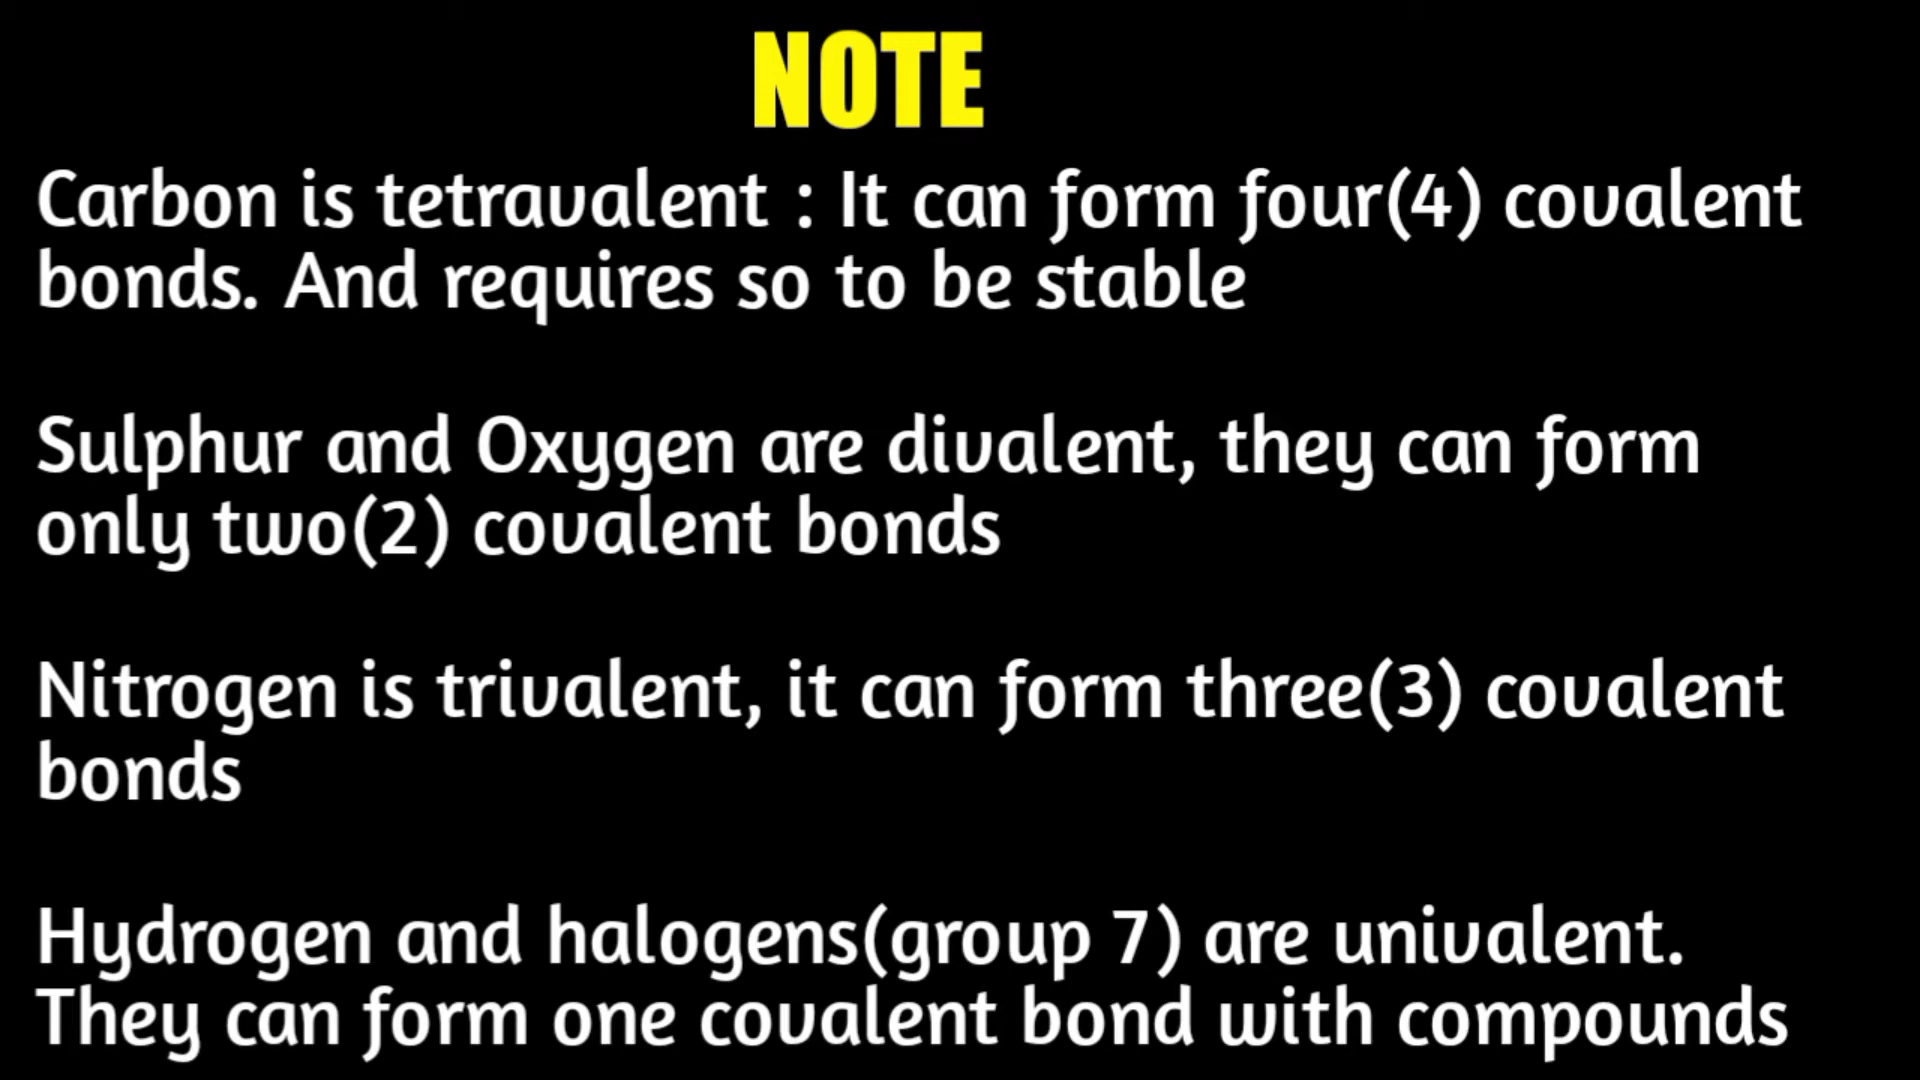 NOTE
Carbon is tetravalent : It can form four(4) covalent
bonds. And requires so to be stable
Sulphur and Oxygen are divalent, they can form
only two(2) covalent bonds
Nitrogen is trivalent, it can form three(3) covalent
bonds
Hydrogen and halogens(group 7) are univalent.
They can form one covalent bond with compounds